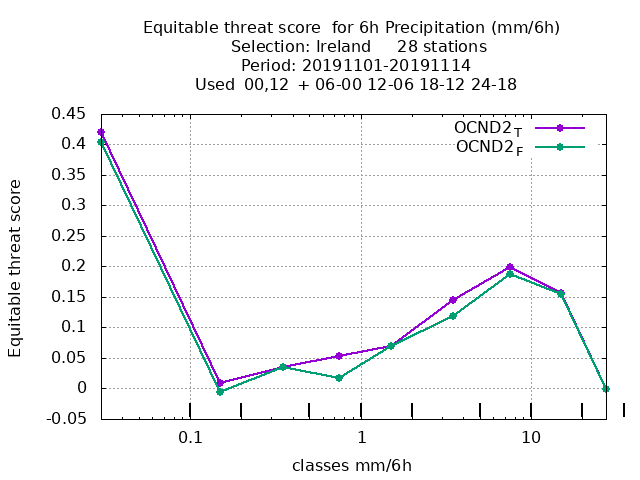 Equitable threat score  for 6h Precipitation (mm/6h)
Selection: Ireland     28 stations
Period: 20191101-20191114
Used  00,12  + 06-00 12-06 18-12 24-18
OCND2T
OCND2F
0.45
0.4
0.35
0.3
0.25
0.2
0.15
0.1
0.05
0
-0.05
Equitable threat score
0.1 1 10
classes mm/6h